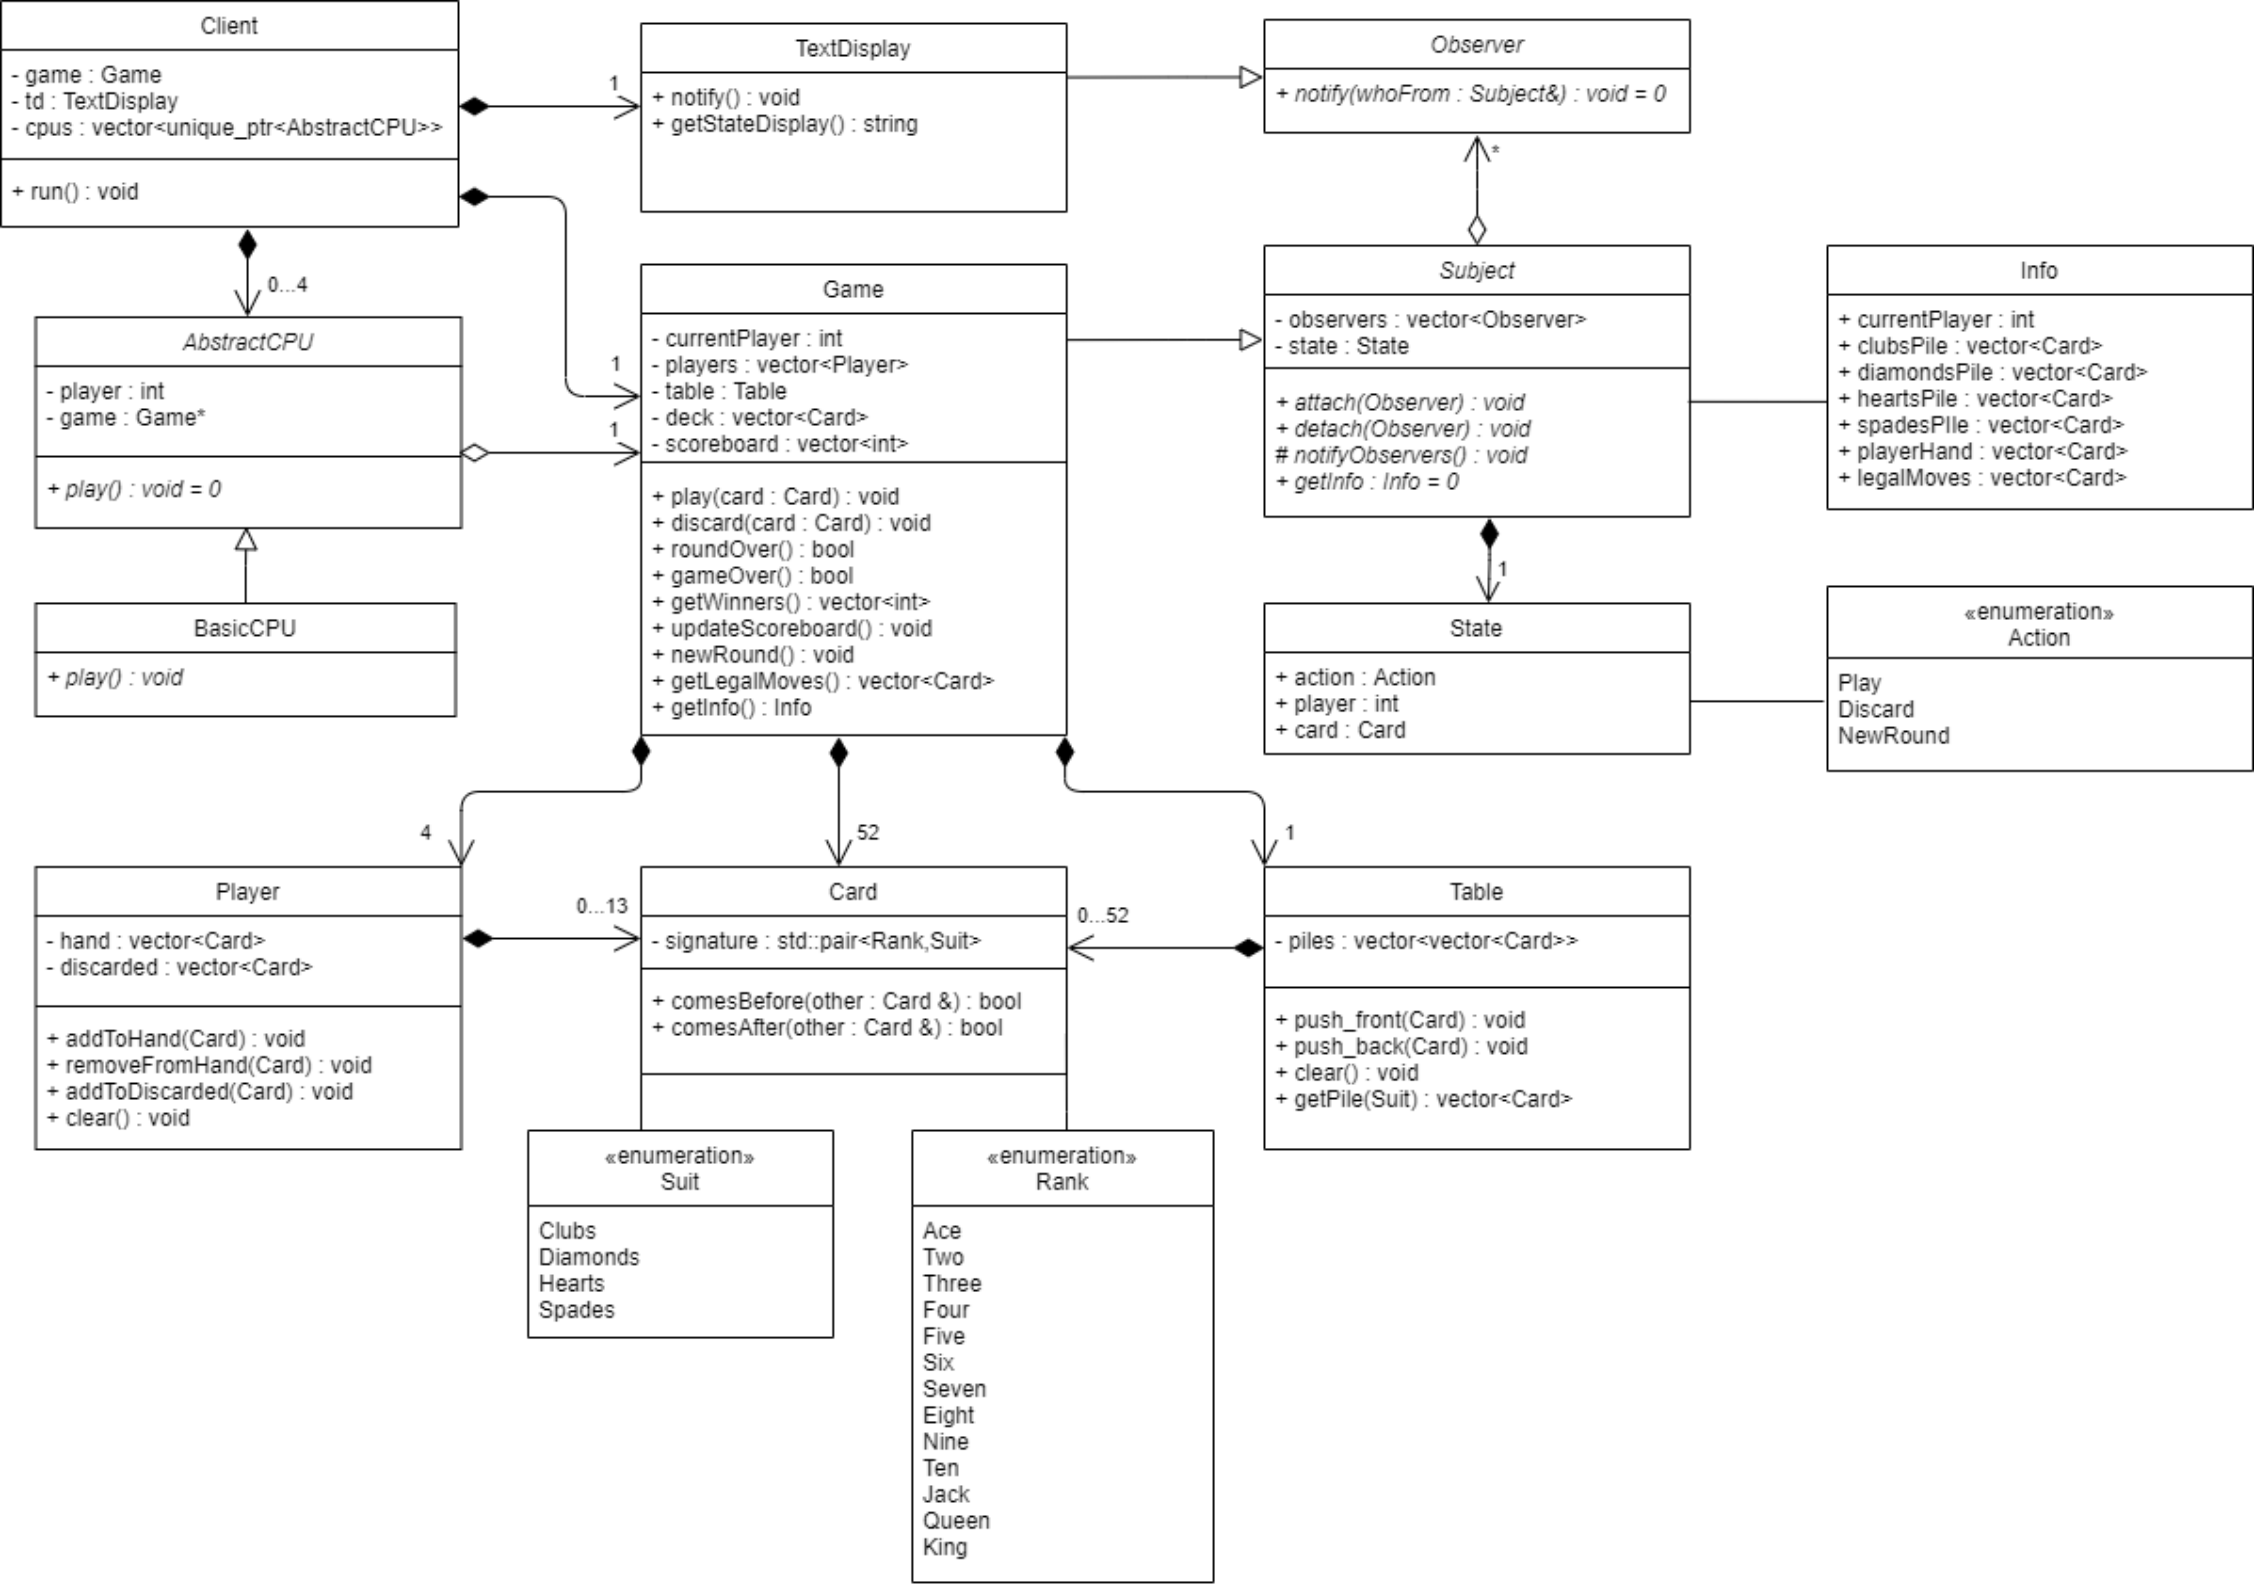 Client
- game : Game
- td : TextDisplay
- cpus : vector<unique_ptr<AbstractCPU>>
+ run() : void
1
TextDisplay
+ notify() : void
+ getStateDisplay() : string
Observer
+ notify(whoFrom : Subject&) : void = 0
*
0...4
AbstractCPU
- player : int
- game : Game*
+ play() : void = 0
1
1
Game
- currentPlayer : int
- players : vector<Player>
- table : Table
- deck : vector<Card>
- scoreboard : vector<int>
+ play(card : Card) : void
+ discard(card : Card) : void
+ roundOver() : bool
+ gameOver() : bool
+ getWinners() : vector<int>
+ updateScoreboard() : void
+ newRound() : void
+ getLegalMoves() : vector<Card>
+ getInfo() : Info
Subject
- observers : vector<Observer>
- state : State
+ attach(Observer) : void
+ detach(Observer) : void
# notifyObservers() : void
+ getInfo : Info = 0
Info
+ currentPlayer : int
+ clubsPile : vector<Card>
+ diamondsPile : vector<Card>
+ heartsPile : vector<Card>
+ spadesPIle : vector<Card>
+ playerHand : vector<Card>
+ legalMoves : vector<Card>
BasicCPU
+ play() : void
1
State
+ action : Action
+ player : int
+ card : Card
«enumeration»
Action
Play
Discard
NewRound
4
52
1
Player
- hand : vector<Card>
- discarded : vector<Card>
+ addToHand(Card) : void
+ removeFromHand(Card) : void
+ addToDiscarded(Card) : void
+ clear() : void
0...13
Card
- signature : std::pair<Rank,Suit>
+ comesBefore(other : Card &) : bool
+ comesAfter(other : Card &) : bool
0...52
Table
- piles : vector<vector<Card>>
+ push_front(Card) : void
+ push_back(Card) : void
+ clear() : void
+ getPile(Suit) : vector<Card>
«enumeration»
Suit
Clubs
Diamonds
Hearts
Spades
«enumeration»
Rank
Ace
Two
Three
Four
Five
Six
Seven
Eight
Nine
Ten
Jack
Queen
King